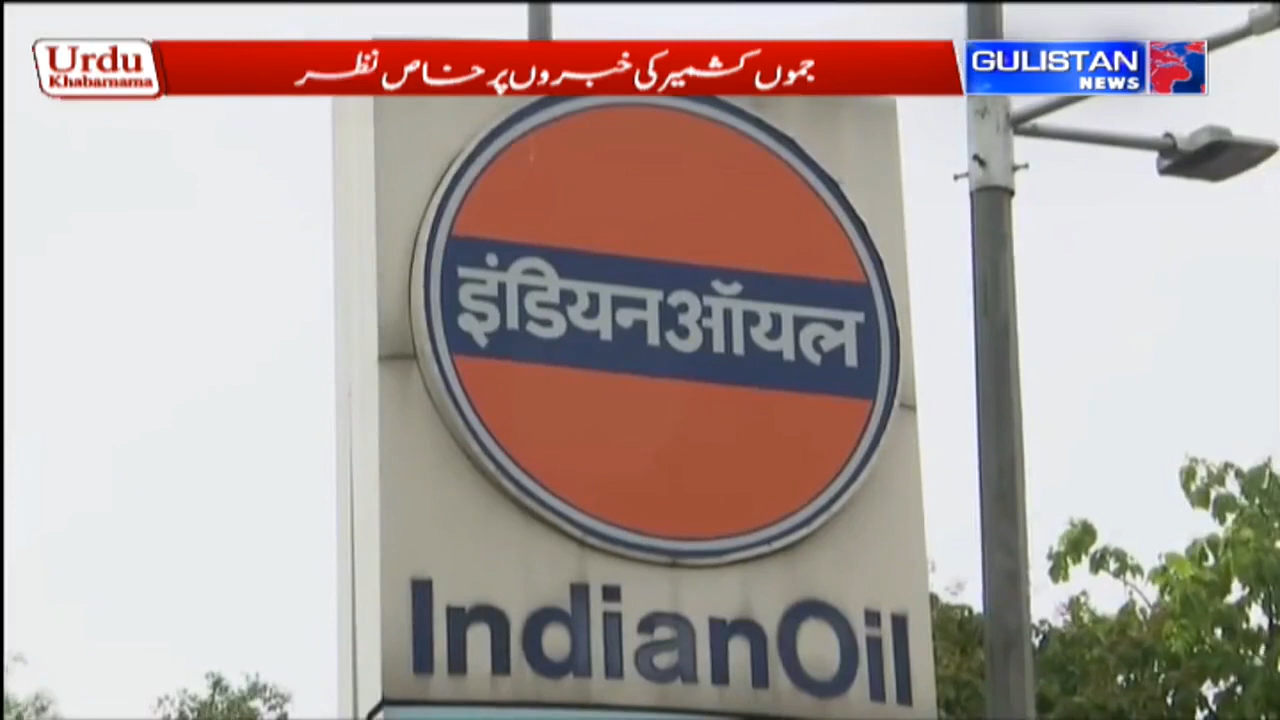 Urdu
Khabarnama
جموں کشمیر کی خبروں پر خاص نظر
GULISTAN
NEWS
इंडियनऑयल
IndianOil